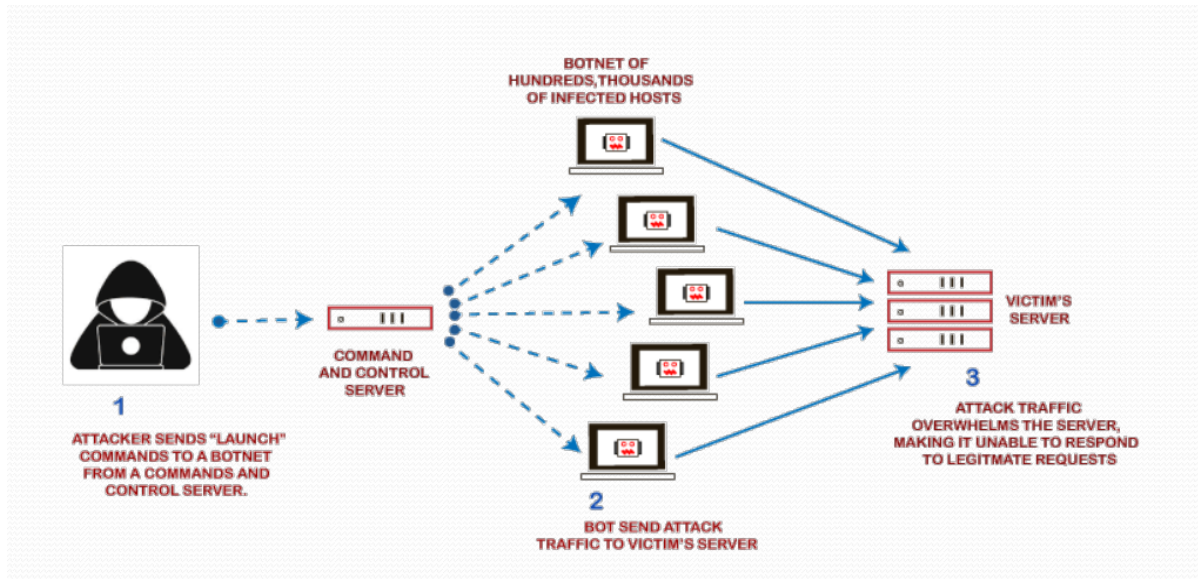 BOTNET OF
HUNDREDS,THOUSANDS
OF INFECTED HOSTS
COMMAND
AND CONTROL
SERVER
VICTIM'S
SERVER
1
ATTACKER SENDS “LAUNCH”
COMMANDS TO A BOTNET
FROM A COMMANDS AND
CONTROL SERVER.
2
BOT SEND ATTACK
TRAFFIC TO VICTIM'S SERVER
3
ATTACK TRAFFIC
OVERWHELMS THE SERVER,
MAKING IT UNABLE TO RESPOND
TO LEGITMATE REQUESTS